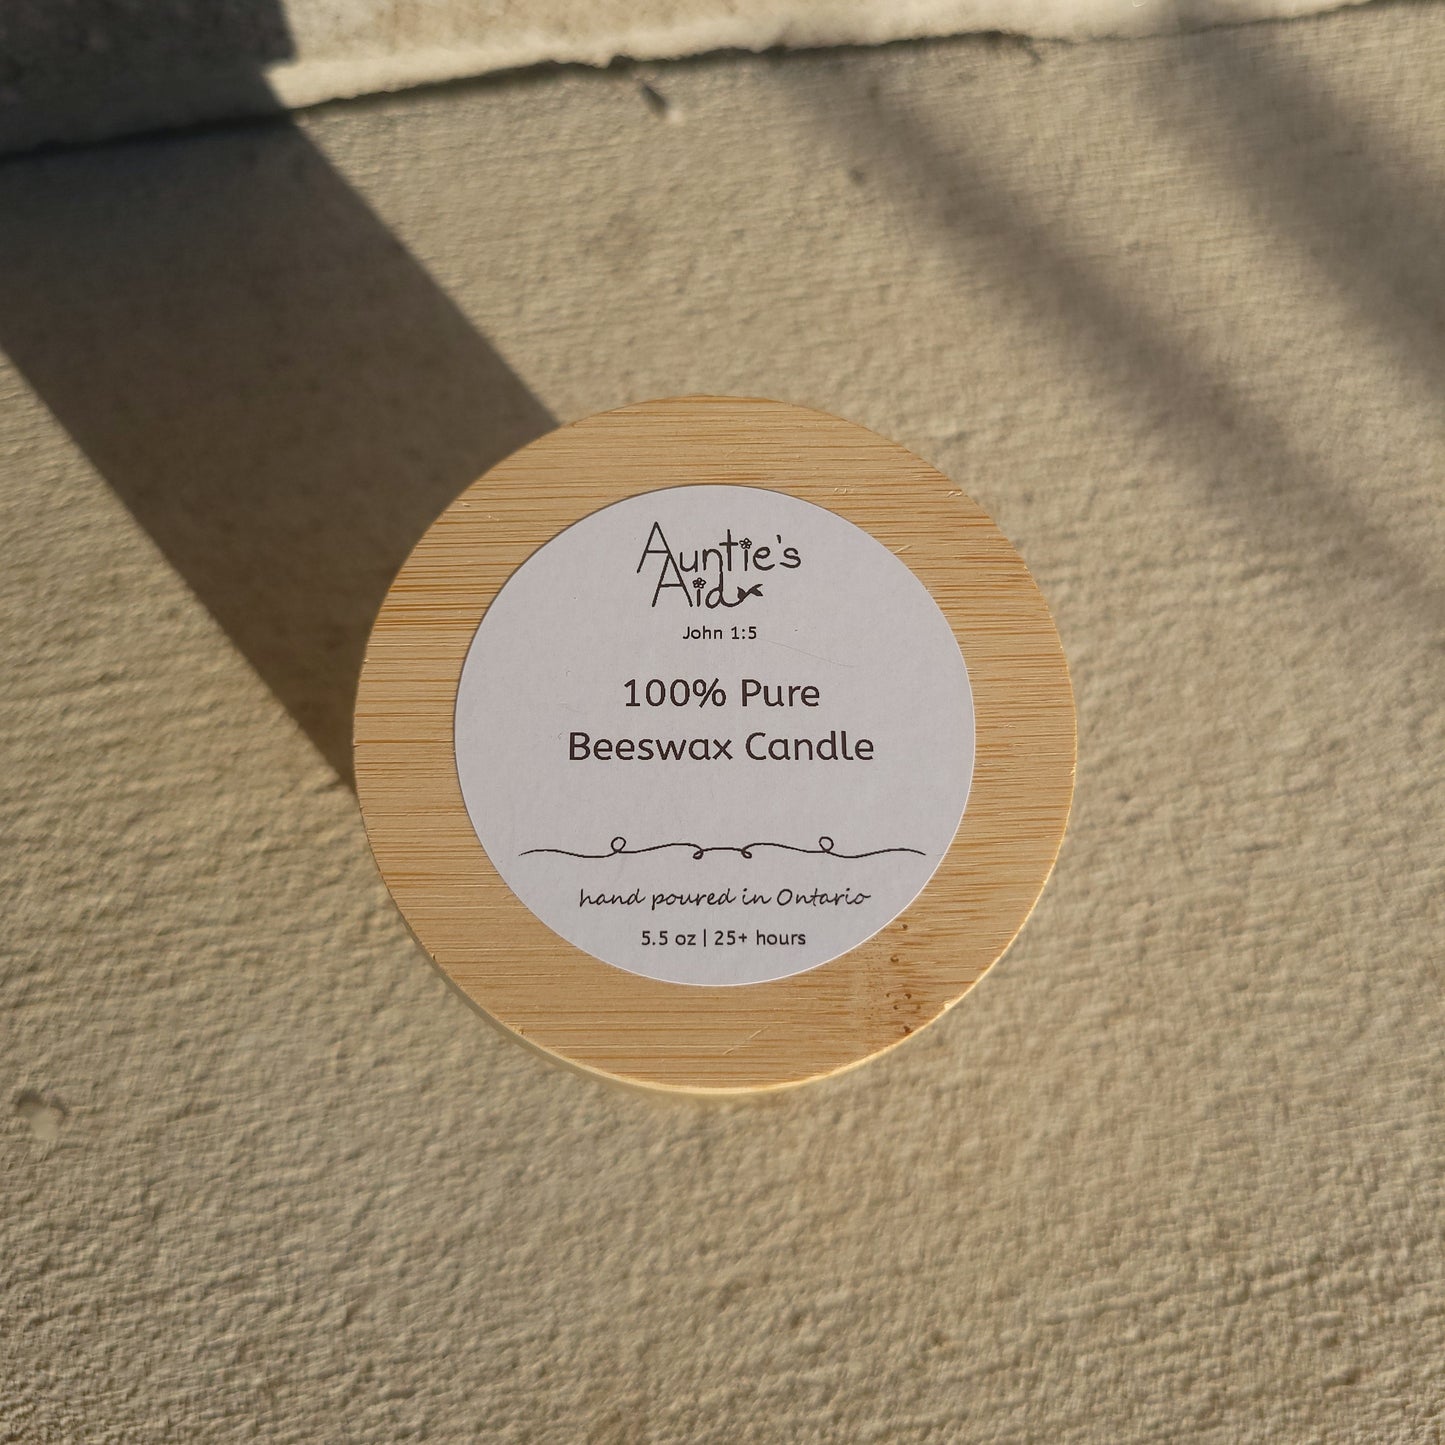 Auntie's
Aid
John 1:5
100% Pure
Beeswax Candle
hand poured in Ontario
5.5 oz | 25+ hours